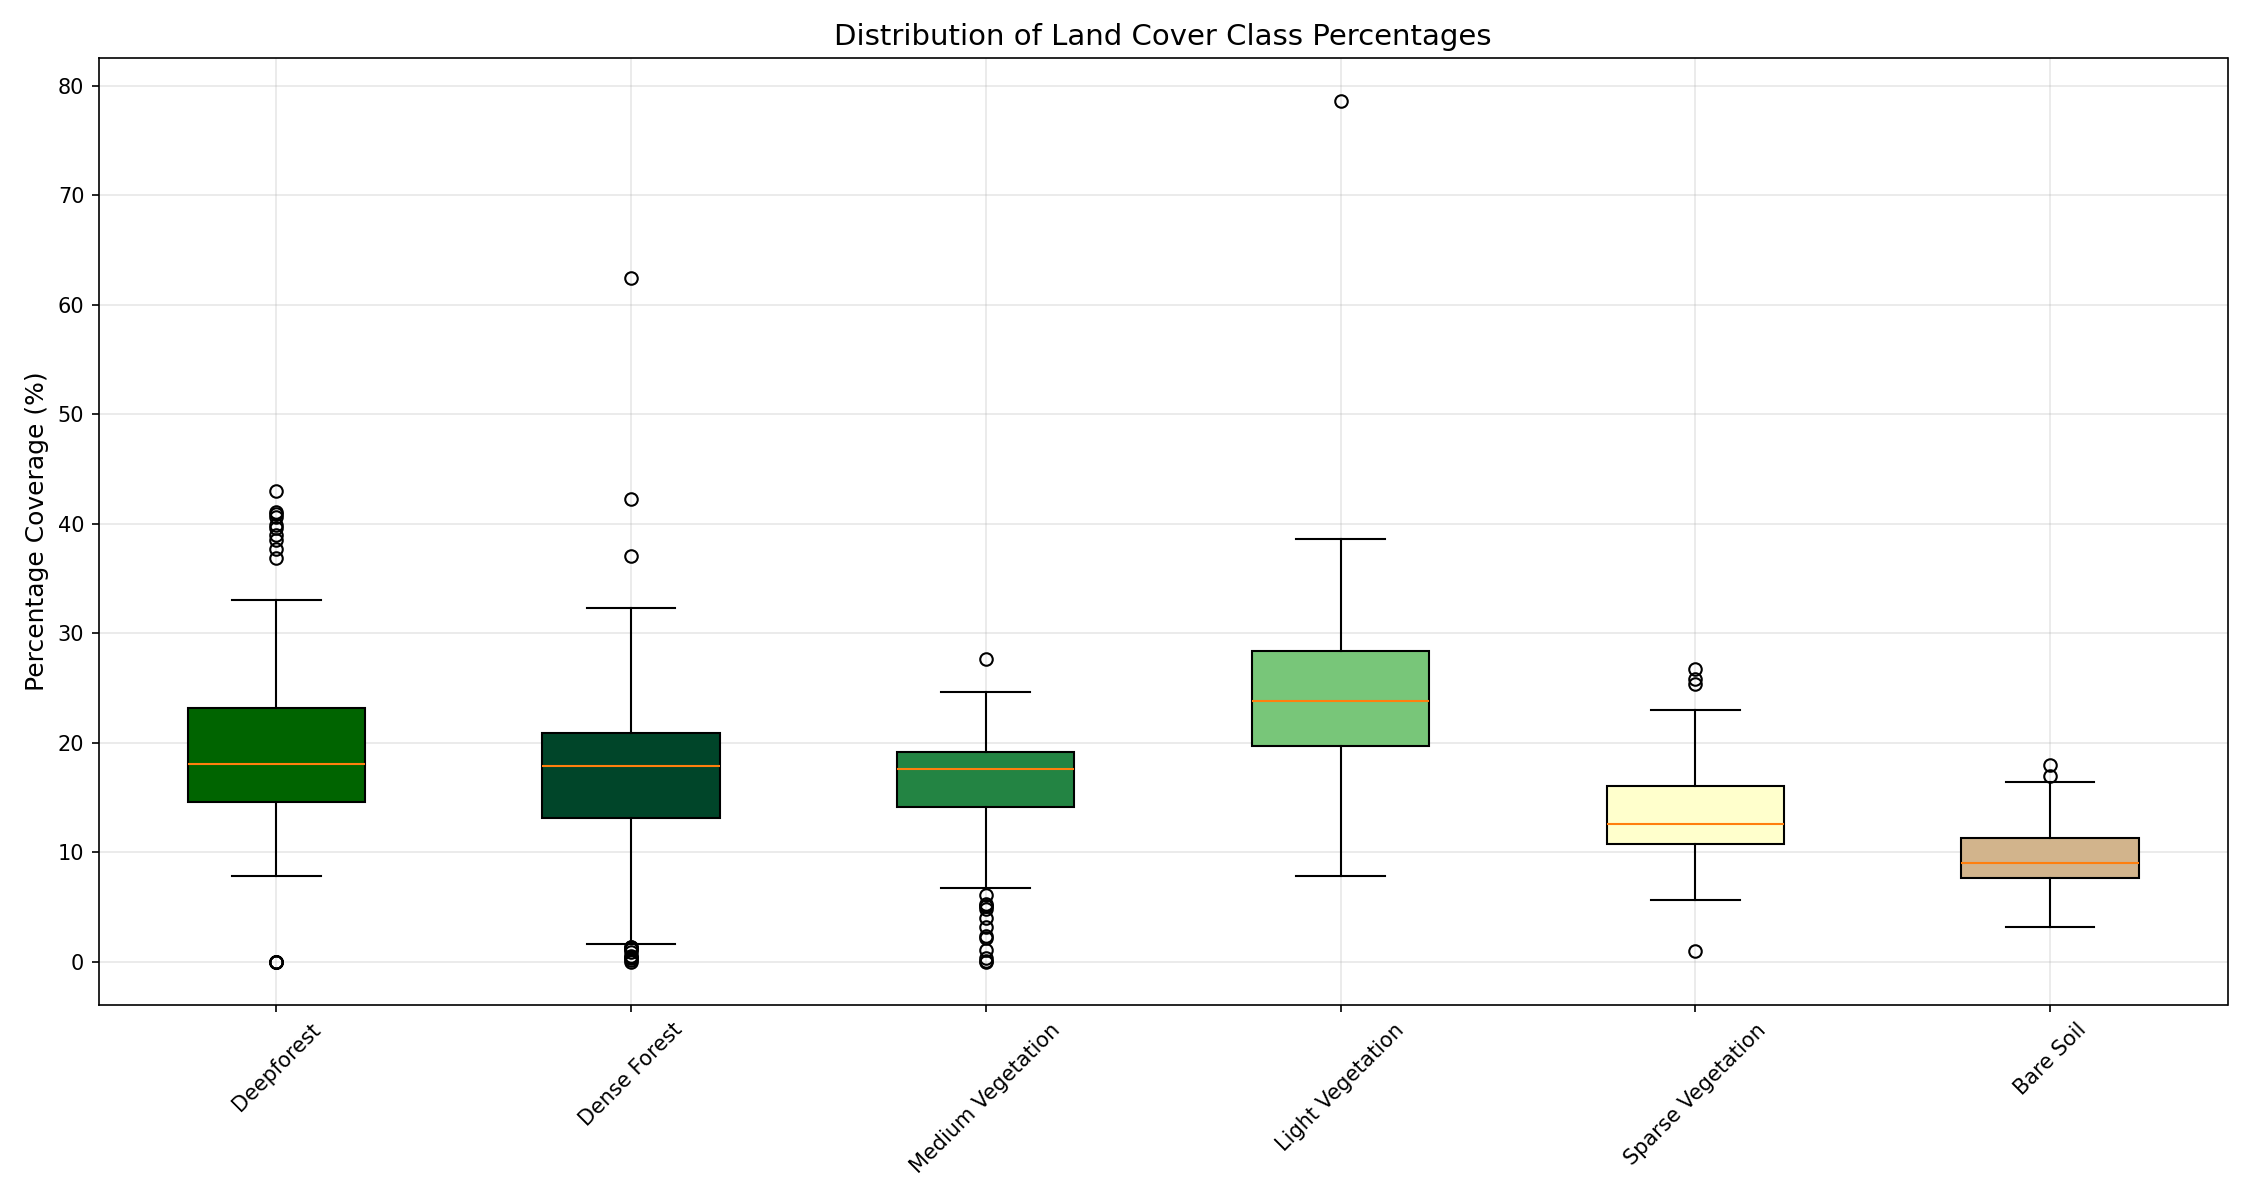 Distribution of Land Cover Class Percentages
Percentage Coverage (%)
80
70
60
50
40
30
20
10
0
Deepforest
Dense Forest
Medium Vegetation
Light Vegetation
Sparse Vegetation
Bare Soil